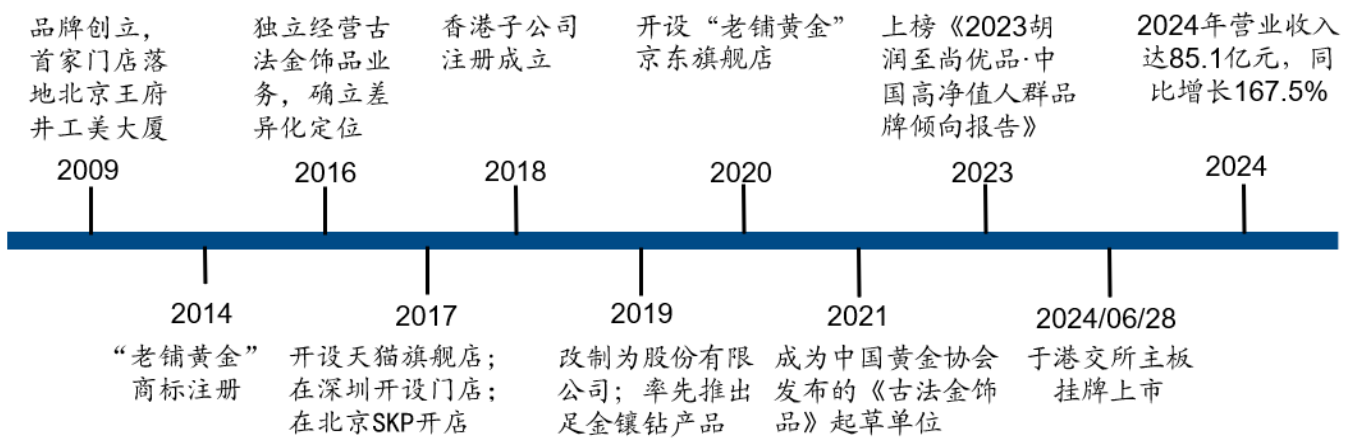 品牌创立，
首家门店落
地北京王府
井工美大厦
2009
“老铺黄金”
商标注册
2014
独立经营古
法金饰品业
务，确立差
异化定位
2016
2017
开设天猫旗舰店；
在深圳开设门店；
在北京SKP开店
香港子公司
注册成立
2018
2019
改制为股份有限
公司；率先推出
足金镶钻产品
开设“老铺黄金”
京东旗舰店
2020
2021
成为中国黄金协会
发布的《古法金饰
品》起草单位
上榜《2023胡
润至尚优品·中
国高净值人群品
牌倾向报告》
2023
2024/06/28
于港交所主板
挂牌上市
2024年营业收入
达85.1亿元，同
比增长167.5%
2024